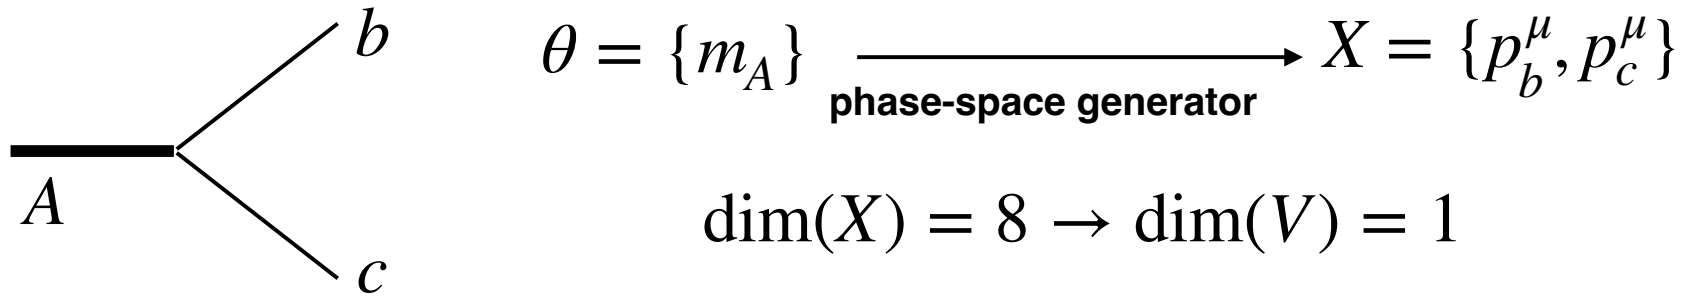 b
θ = {m_A} phase-space generator X = {p_b^μ, p_c^μ}
A
dim(X) = 8 → dim(V) = 1
c